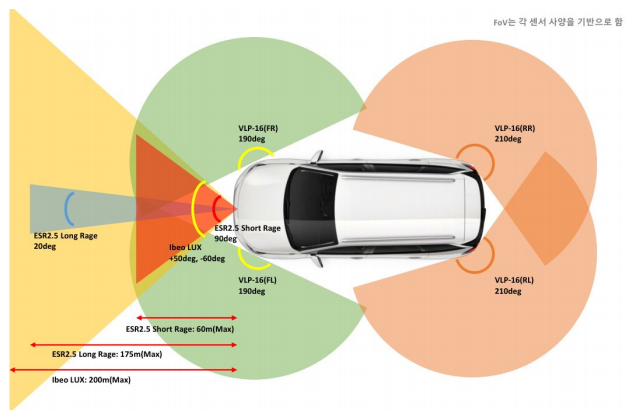 FoV는 각 센서 사양을 기반으로 함
VLP-16(FR)
190deg
VLP-16(RR)
210deg
ESR2.5 Long Rage
20deg
ESR2.5 Short Rage
90deg
Ibeo LUX
+50deg, -60deg
VLP-16(FL)
190deg
VLP-16(RL)
210deg
ESR2.5 Short Rage: 60m(Max)
ESR2.5 Long Rage: 175m(Max)
Ibeo LUX: 200m(Max)